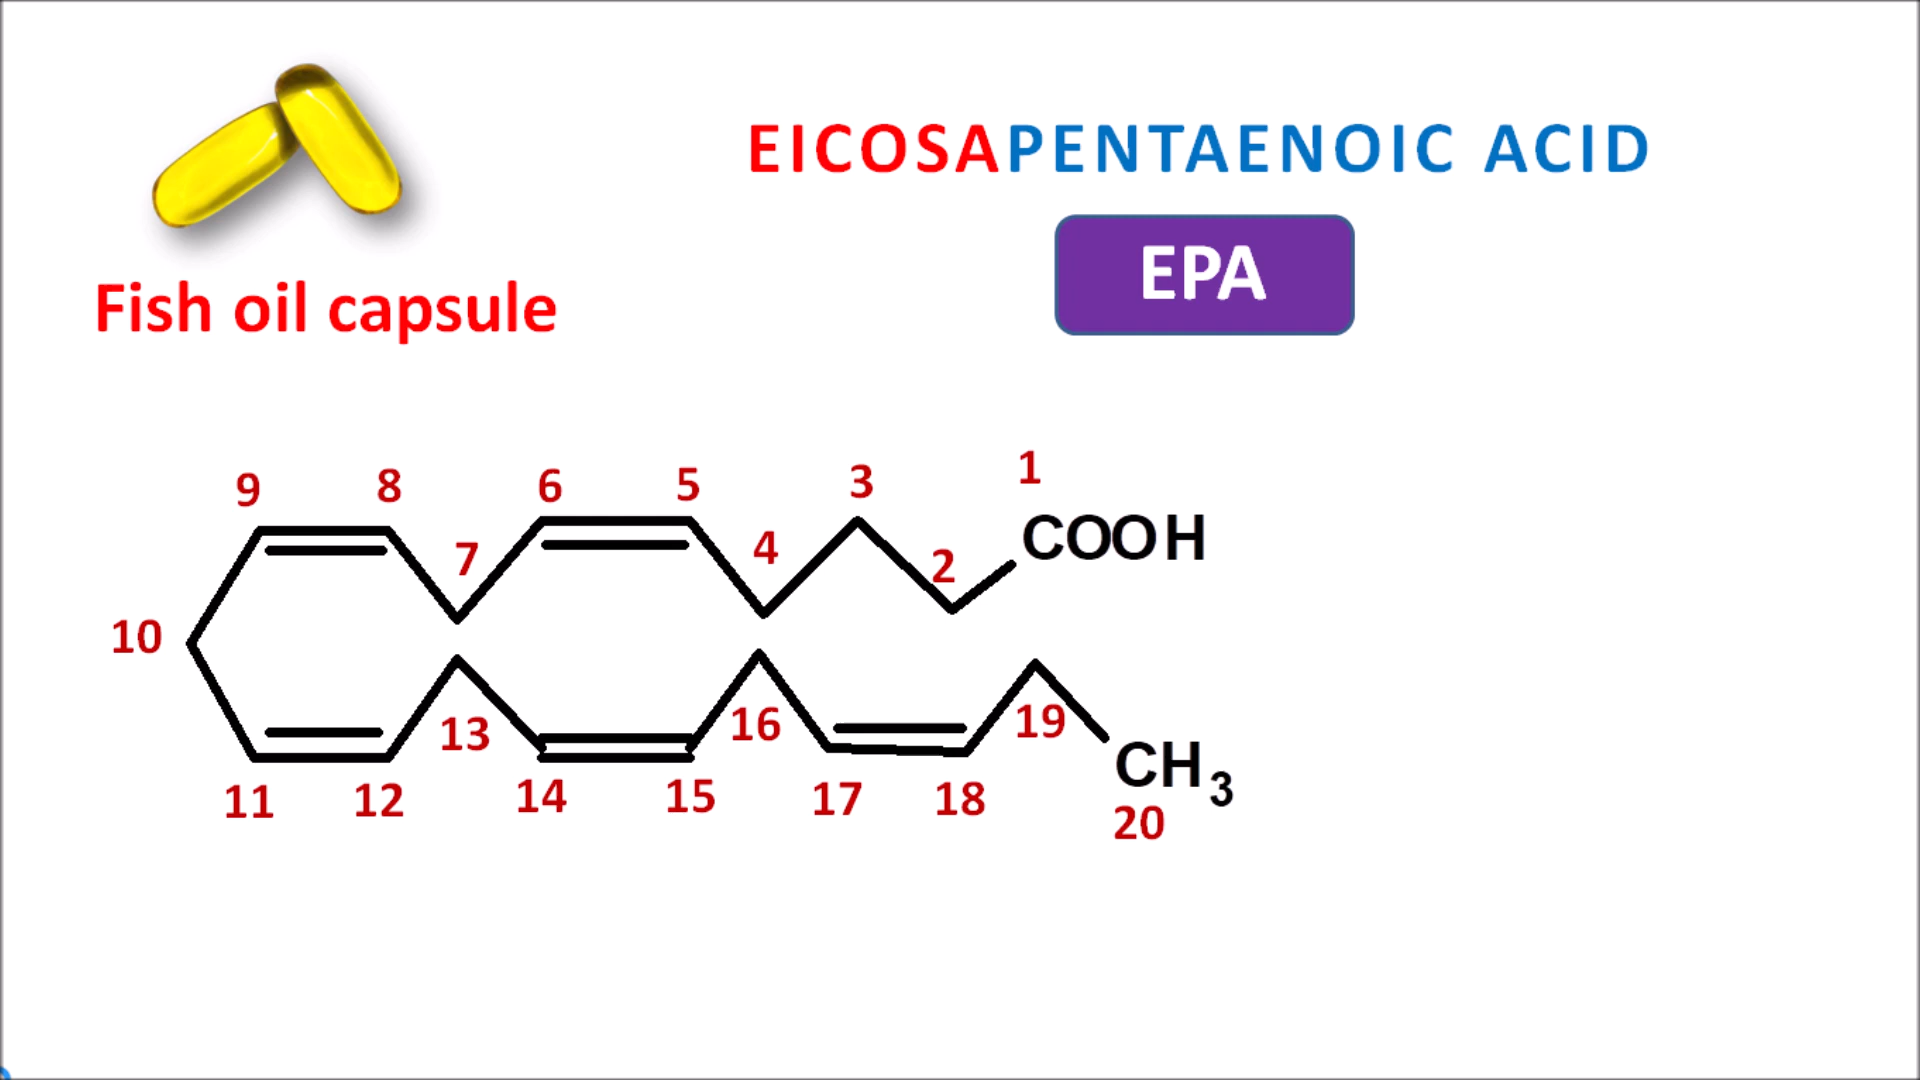 EICOSAPENTAENOIC ACID
EPA
Fish oil capsule
1
9 8 6 5 3
COOH
7 4 2
10
13 16 19
CH3
11 12 14 15 17 18 20